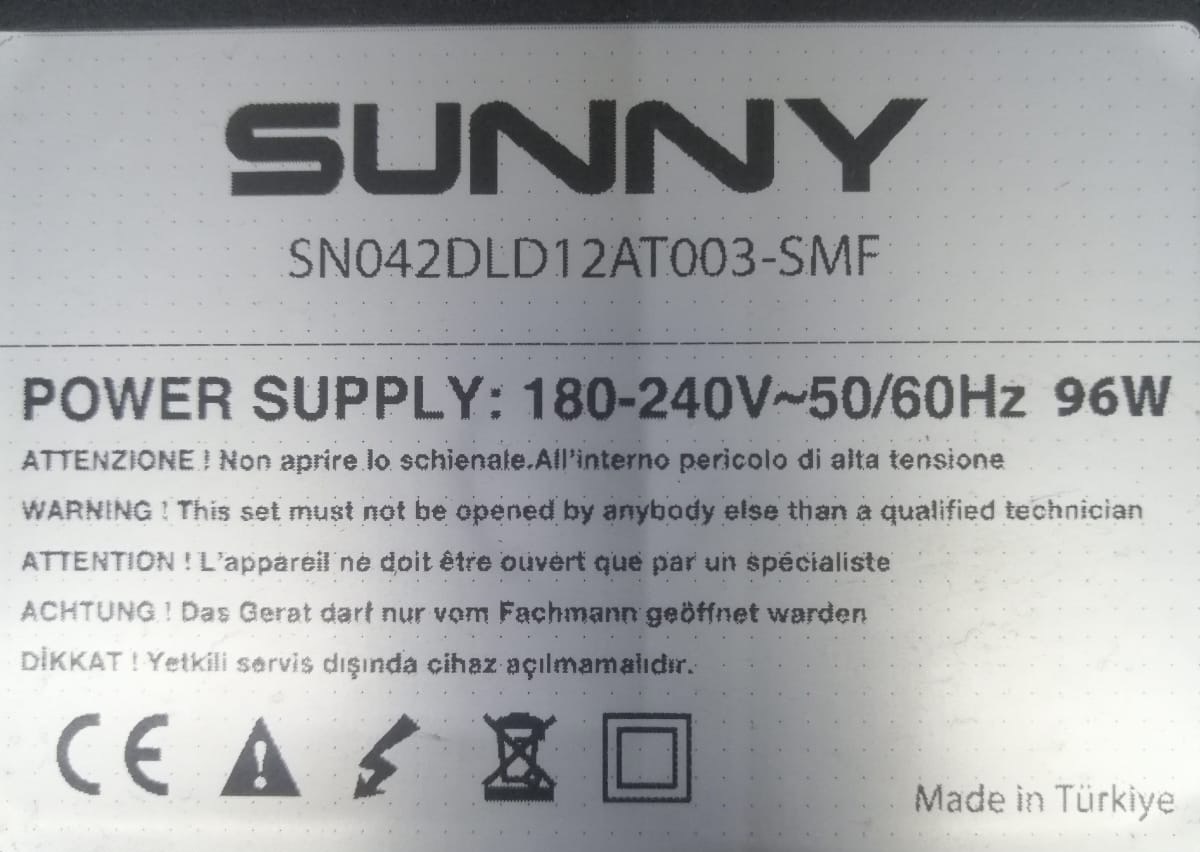 SUNNY
SN042DLD12AT003-SMF
POWER SUPPLY: 180-240V~50/60Hz 96W
ATTENZIONE ! Non aprire lo schienale.All'interno pericolo di alta tensione
WARNING ! This set must not be opened by anybody else than a qualified technician
ATTENTION ! L'appareil ne doit être ouvert que par un spécialiste
ACHTUNG ! Das Gerat darf nur vom Fachmann geöffnet warden
DİKKAT ! Yetkili servis dışında cihaz açılmamalıdır.
CE
Made in Türkiye